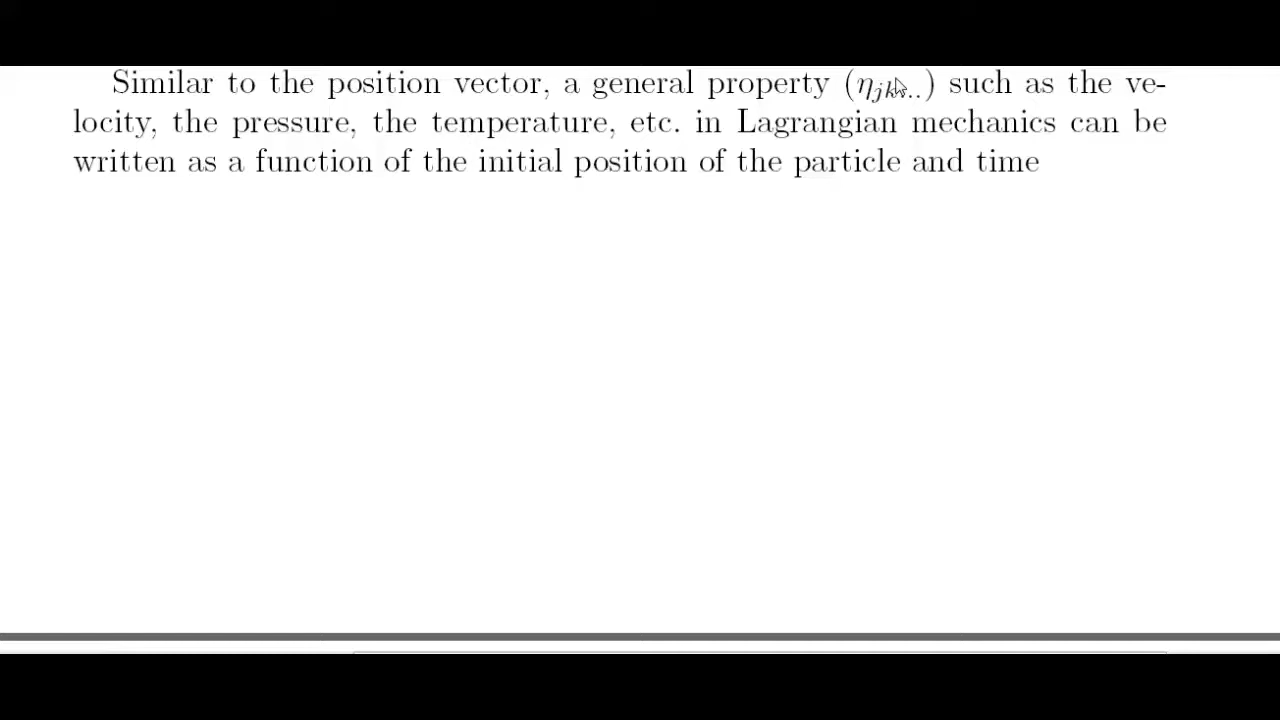 Similar to the position vector, a general property (η_{jk...}) such as the ve-
locity, the pressure, the temperature, etc. in Lagrangian mechanics can be
written as a function of the initial position of the particle and time